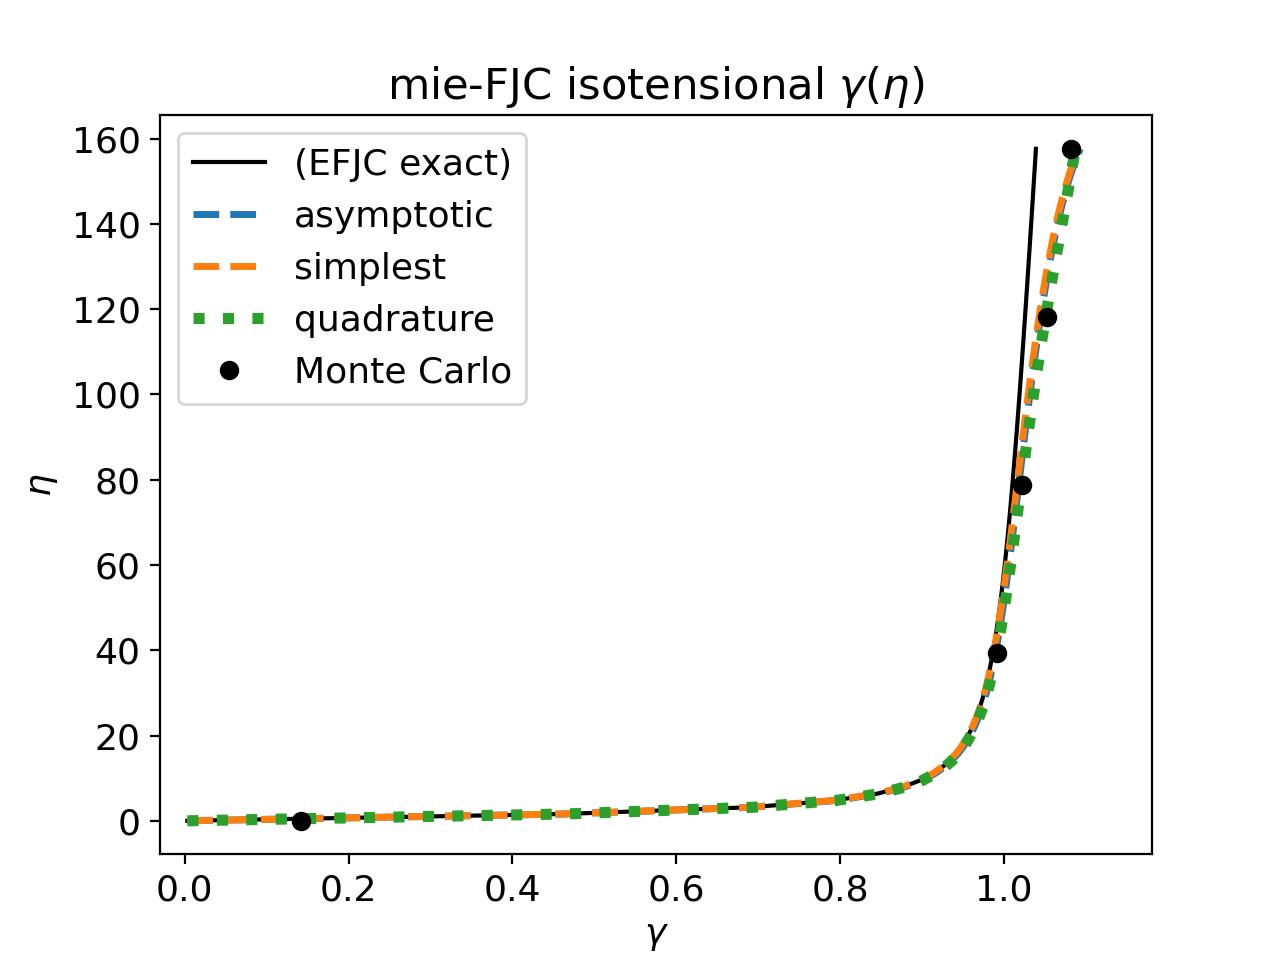 mie-FJC isotensional γ(η)
(EFJC exact)
asymptotic
simplest
quadrature
Monte Carlo
160
140
120
100
80
60
40
20
0
η
0.0 0.2 0.4 0.6 0.8 1.0
γ